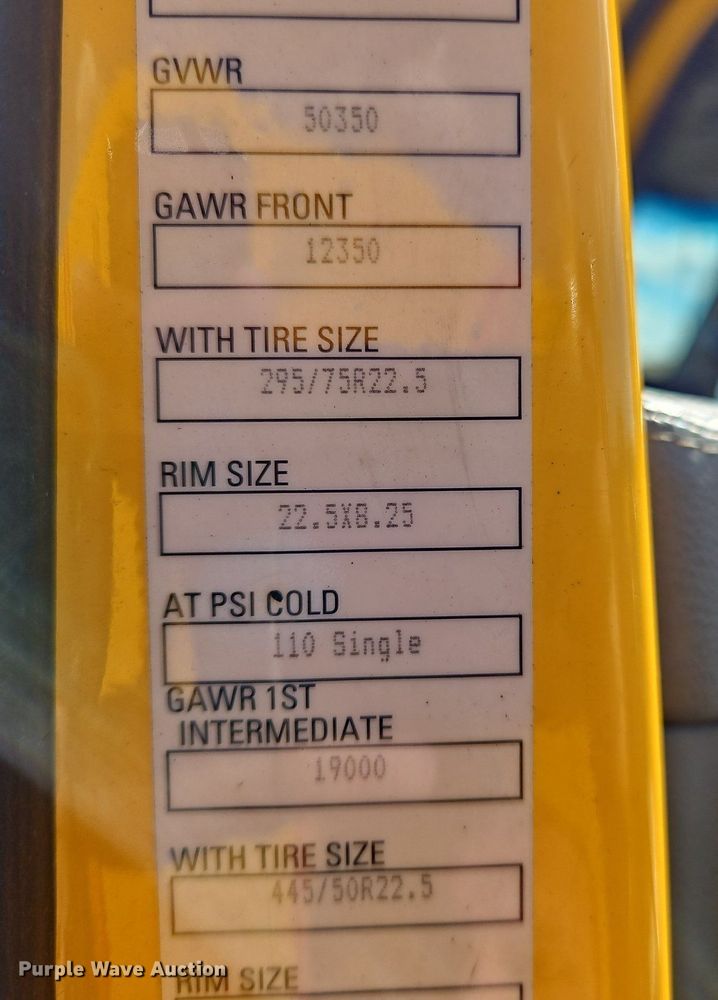 GVWR
50350
GAWR FRONT
12350
WITH TIRE SIZE
295/75R22.5
RIM SIZE
22.5X8.25
AT PSI COLD
110 Single
GAWR 1ST
INTERMEDIATE
19000
WITH TIRE SIZE
445/50R22.5
Purple Wave Auction
RIM SIZE